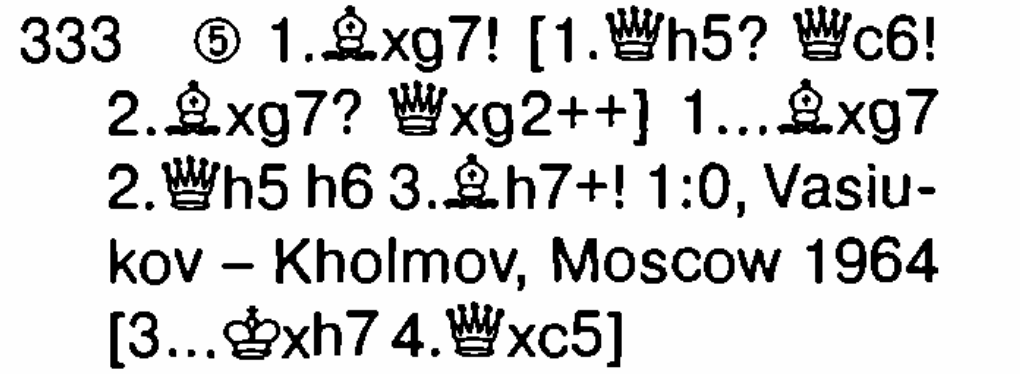 333 ⑤ 1.♗xg7! [1.♕h5? ♕c6!
2.♗xg7? ♕xg2++] 1...♗xg7
2.♕h5 h6 3.♗h7+! 1:0, Vasiu-
kov – Kholmov, Moscow 1964
[3...♔xh7 4.♕xc5]